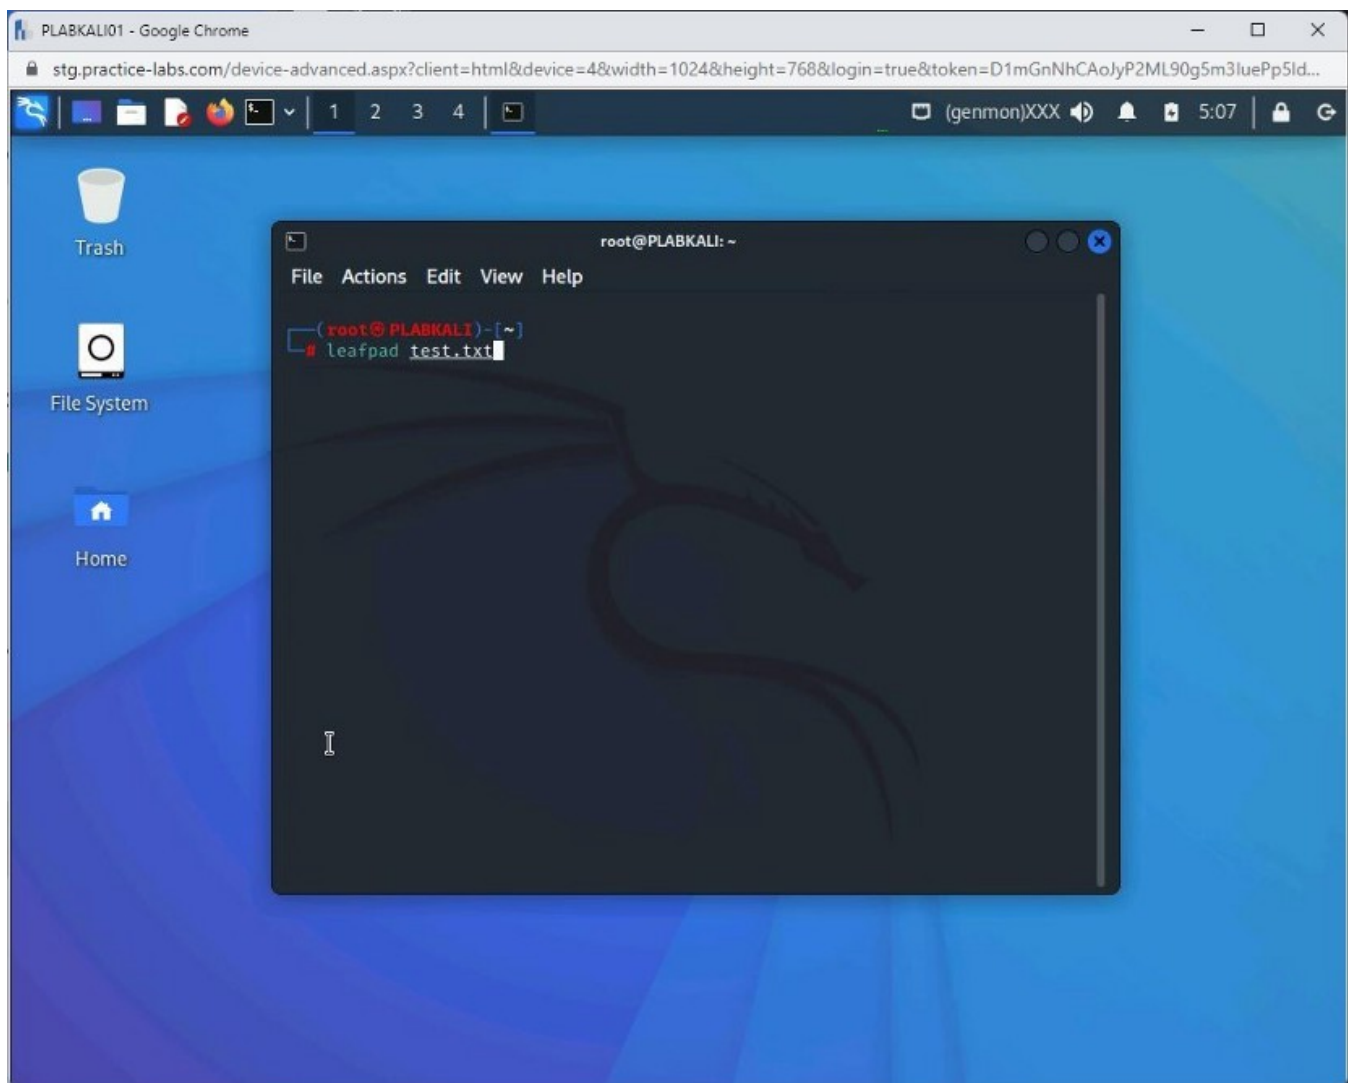 PLABKALI01 - Google Chrome
stg.practice-labs.com/device-advanced.aspx?client=html&device=4&width=1024&height=768&login=true&token=D1mGnNhCAoJyP2ML90g5m3IuePp5Id...
1 2 3 4 (genmon)XXX 5:07
Trash
File System
Home
root@PLABKALI: ~
File Actions Edit View Help
┌──(root㉿PLABKALI)-[~]
└─# leafpad test.txt